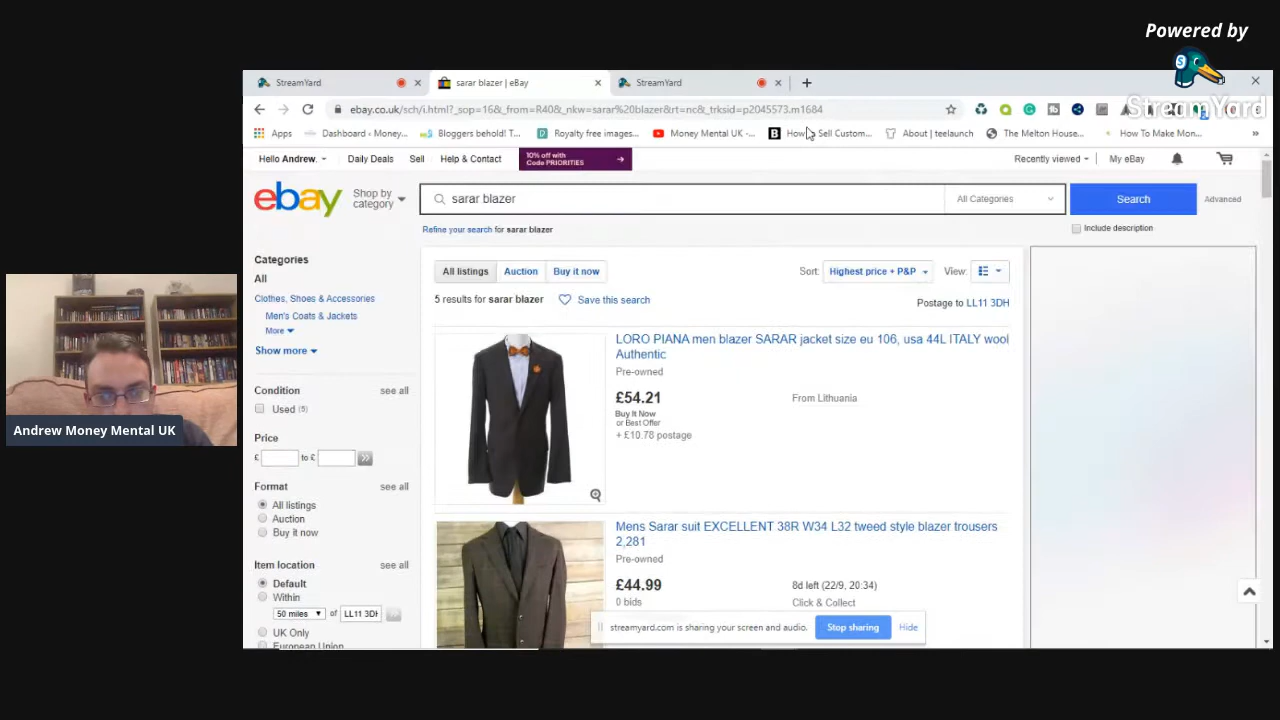 Powered by
StreamYard
StreamYard
sarar blazer | eBay
StreamYard
ebay.co.uk/sch/i.html?_sop=16&_from=R40&_nkw=sarar%20blazer&rt=nc&_trksid=p2045573.m1684
Apps
Dashboard ‹ Money...
Bloggers behold! T...
Royalty free images...
Money Mental UK -...
Sell Custom...
About | teelaunch
The Melton House...
How To Make Mon...
Hello Andrew.
Daily Deals
Sell
Help & Contact
10% off with
Code PRIORITIES
Recently viewed
My eBay
ebay
Shop by
category
sarar blazer
All Categories
Search
Advanced
Refine your search for sarar blazer
Include description
Categories
All
Clothes, Shoes & Accessories
Men's Coats & Jackets
More
Show more
Condition see all
Used (5)
Price
£ to £
Format see all
All listings
Auction
Buy it now
Item location see all
Default
Within
50 miles of LL11 3DH
UK Only
European Union
All listings Auction Buy it now
Sort: Highest price + P&P
View:
5 results for sarar blazer
Save this search
Postage to LL11 3DH
LORO PIANA men blazer SARAR jacket size eu 106, usa 44L ITALY wool
Authentic
Pre-owned
£54.21
From Lithuania
Buy It Now
or Best Offer
+ £10.78 postage
Mens Sarar suit EXCELLENT 38R W34 L32 tweed style blazer trousers
2,281
Pre-owned
£44.99
8d left (22/9, 20:34)
0 bids
Click & Collect
streamyard.com is sharing your screen and audio.
Stop sharing
Hide
Andrew Money Mental UK